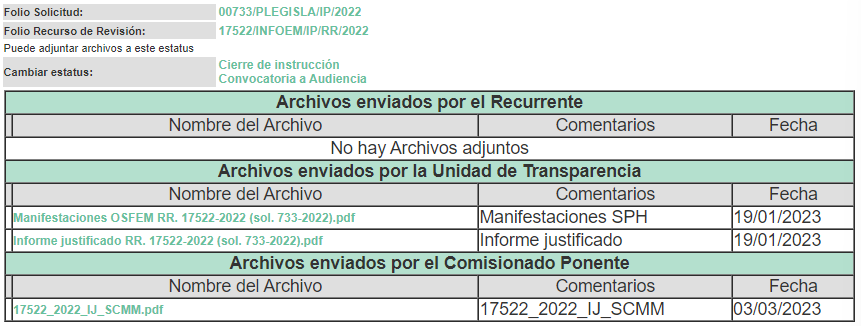 Folio Solicitud: 00733/PLEGISLA/IP/2022
Folio Recurso de Revisión: 17522/INFOEM/IP/RR/2022
Puede adjuntar archivos a este estatus
Cambiar estatus: Cierre de instrucción
Convocatoria a Audiencia
Archivos enviados por el Recurrente
Nombre del Archivo Comentarios Fecha
No hay Archivos adjuntos
Archivos enviados por la Unidad de Transparencia
Nombre del Archivo Comentarios Fecha
Manifestaciones OSFEM RR. 17522-2022 (sol. 733-2022).pdf Manifestaciones SPH 19/01/2023
Informe justificado RR. 17522-2022 (sol. 733-2022).pdf Informe justificado 19/01/2023
Archivos enviados por el Comisionado Ponente
Nombre del Archivo Comentarios Fecha
17522_2022_IJ_SCMM.pdf 17522_2022_IJ_SCMM 03/03/2023